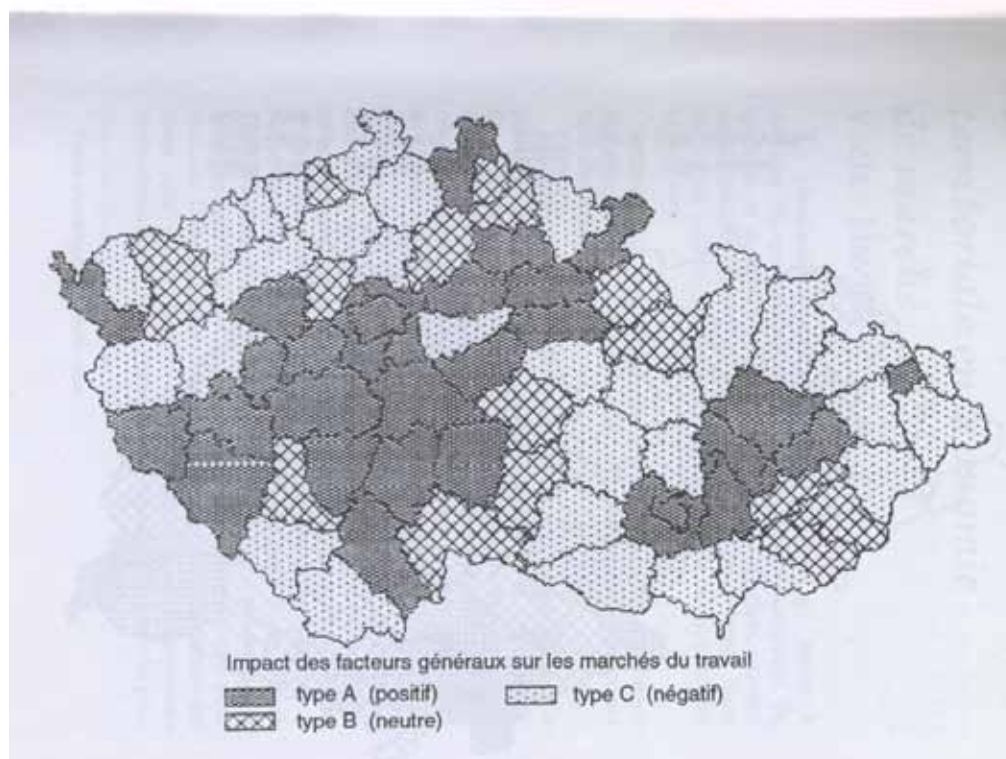 Impact des facteurs généraux sur les marchés du travail
type A (positif)
type C (négatif)
type B (neutre)